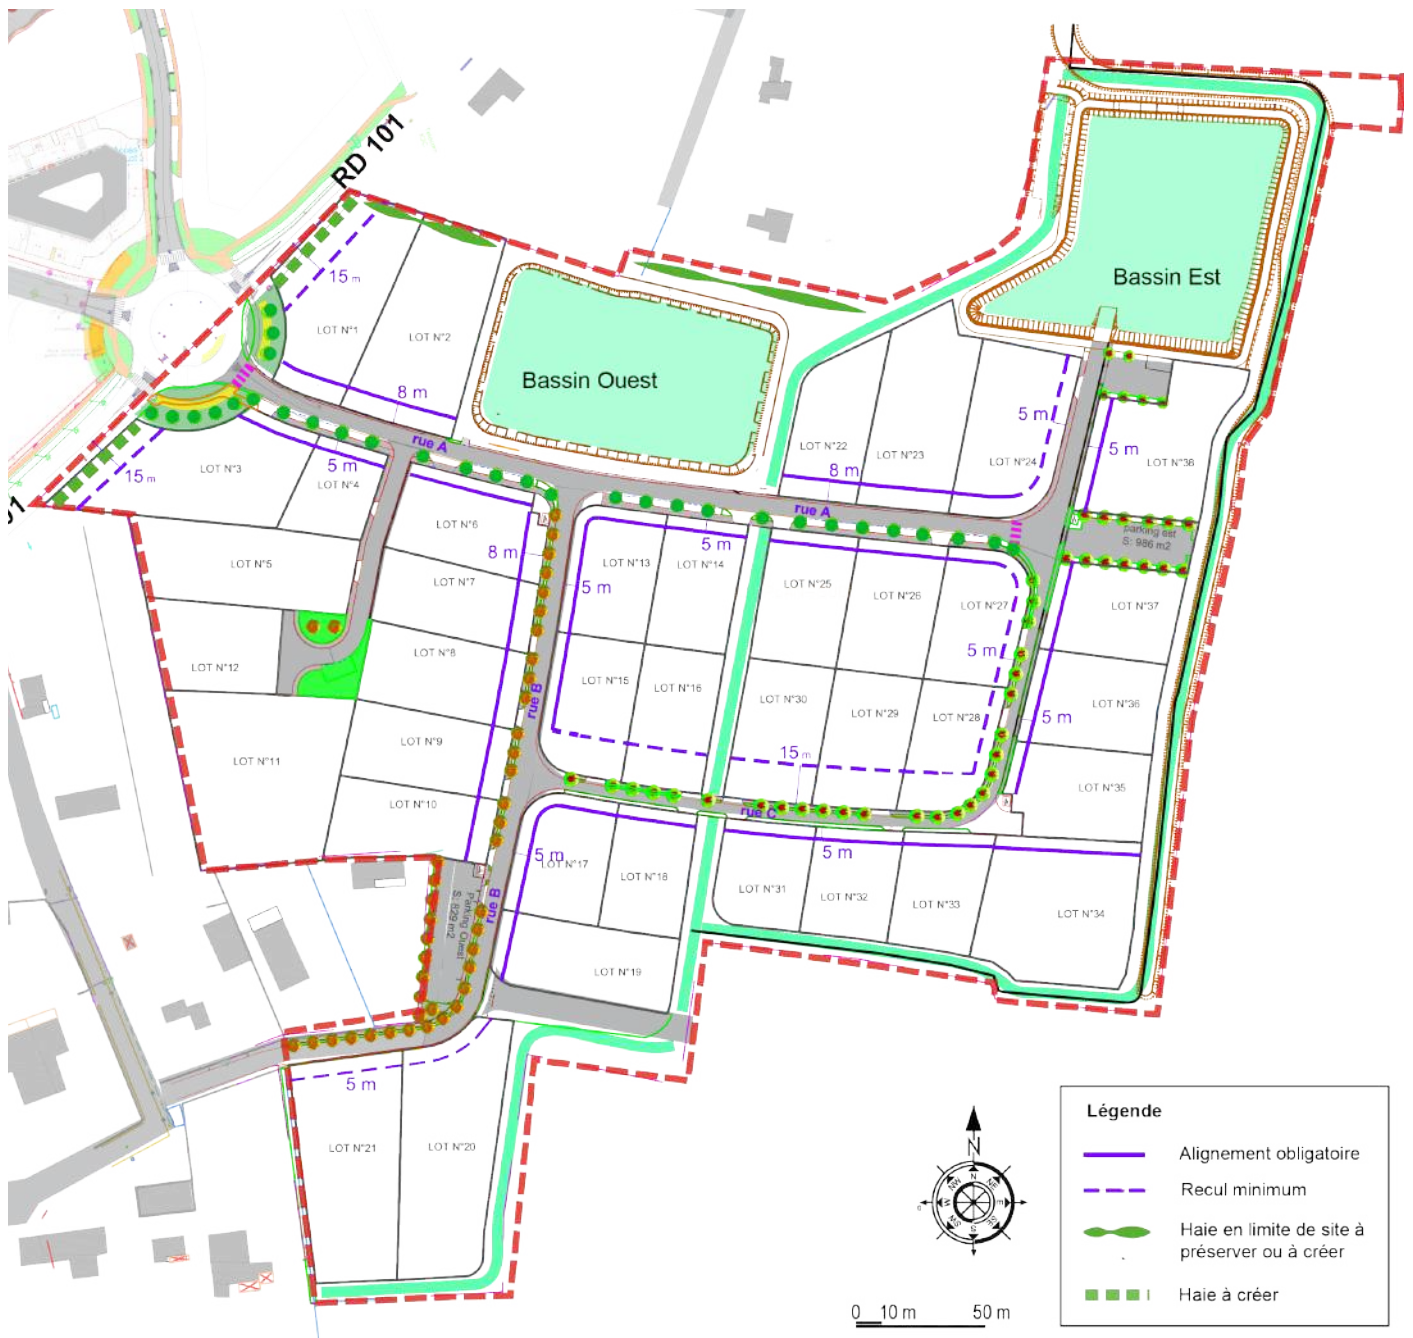 RD 101
Bassin Est
15 m
LOT N°1
LOT N°2
Bassin Ouest
8 m
5 m
LOT N°22
LOT N°23
LOT N°24
5 m
LOT N°38
rue A
8 m
LOT N°3
5 m
15 m
LOT N°4
01
rue A
LOT N°6
parking est
S: 986 m2
8 m
5 m
LOT N°5
LOT N°13
LOT N°14
LOT N°7
5 m
LOT N°25
LOT N°26
LOT N°27
LOT N°37
LOT N°12
LOT N°8
LOT N°15
LOT N°16
5 m
rue B
LOT N°30
LOT N°29
LOT N°28
LOT N°36
5 m
LOT N°11
LOT N°9
15 m
LOT N°35
LOT N°10
rue C
5 m
LOT N°17
5 m
LOT N°18
LOT N°31
LOT N°32
LOT N°33
LOT N°34
Parking Ouest
S: 829 m2
rue B
LOT N°19
5 m
LOT N°21
LOT N°20
N
N
NE
E
SE
S
SW
W
NW
0 10 m 50 m
Légende
Alignement obligatoire
Recul minimum
Haie en limite de site à
préserver ou à créer
Haie à créer